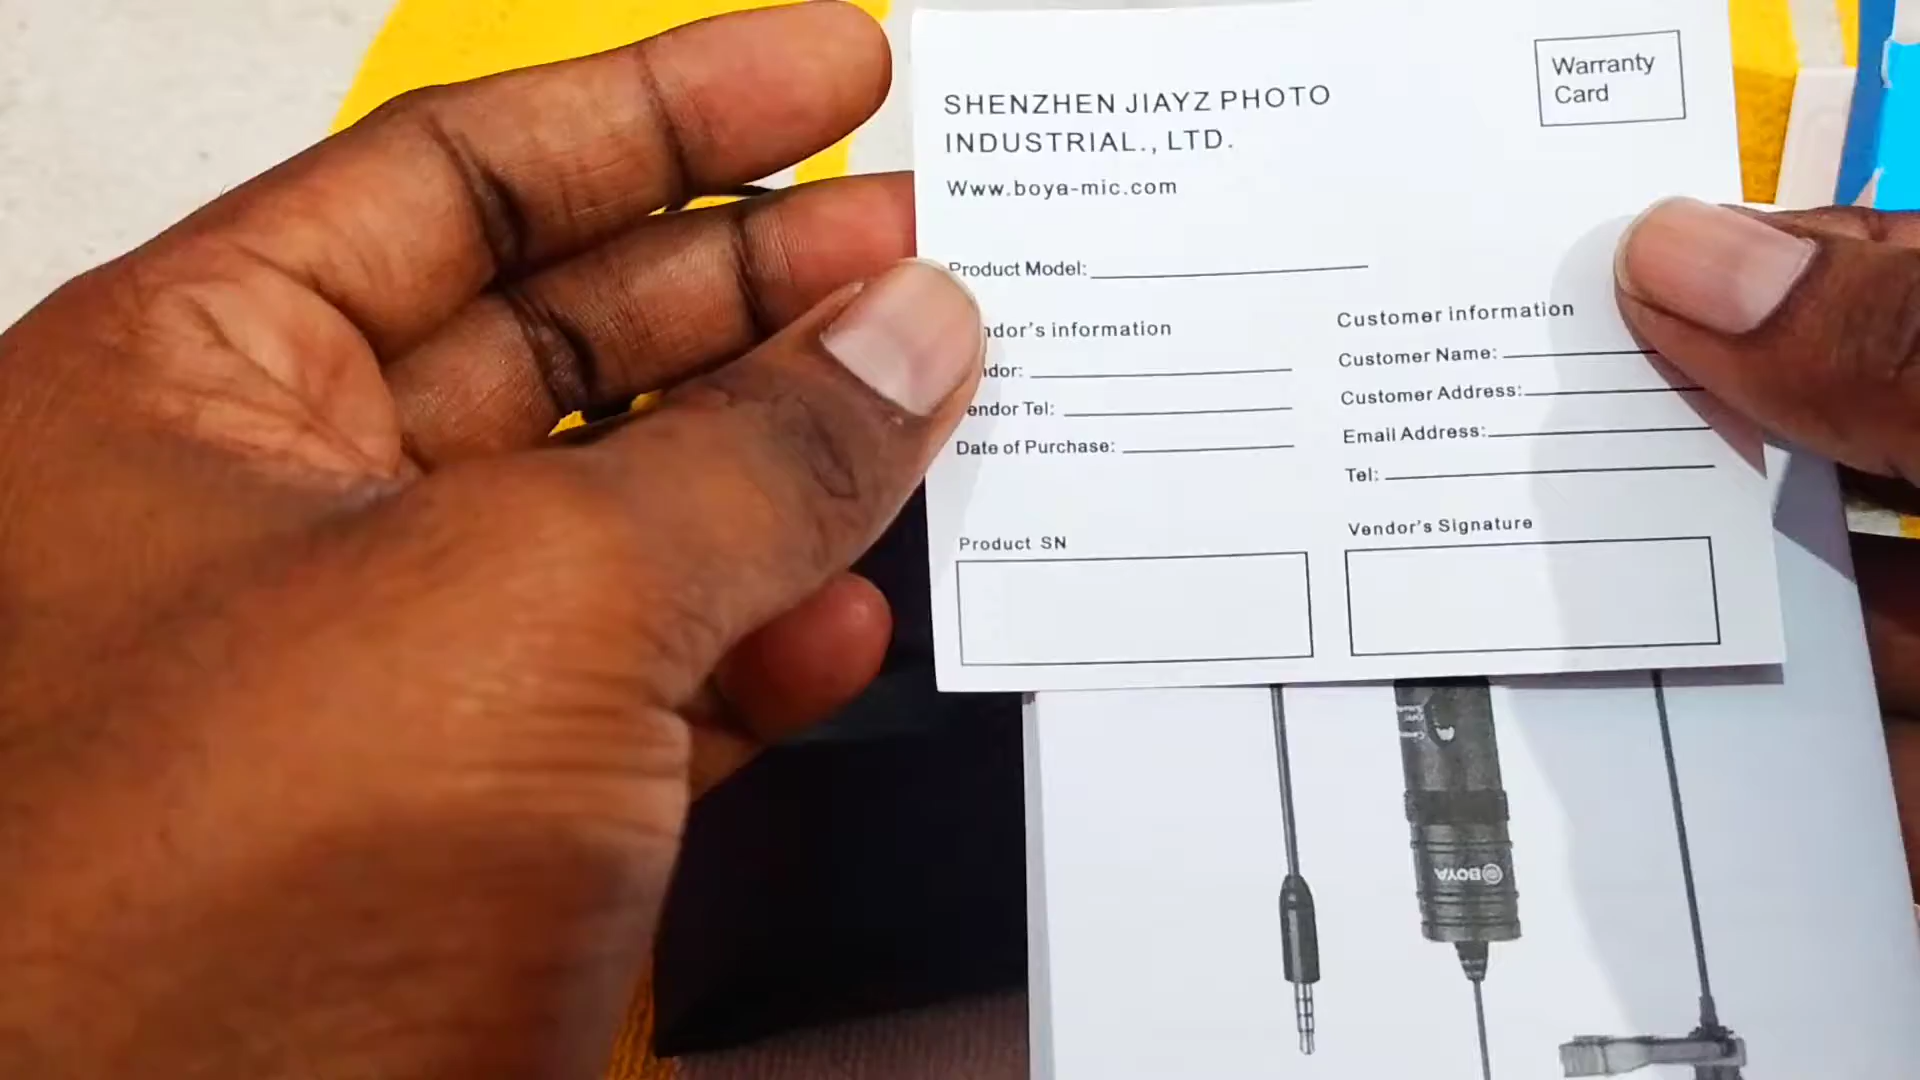 Warranty
Card
SHENZHEN JIAYZ PHOTO
INDUSTRIAL., LTD.
Www.boya-mic.com
Product Model:
ndor's information
ndor:
endor Tel:
Date of Purchase:
Customer information
Customer Name:
Customer Address:
Email Address:
Tel:
Product SN
Vendor's Signature
BOYA